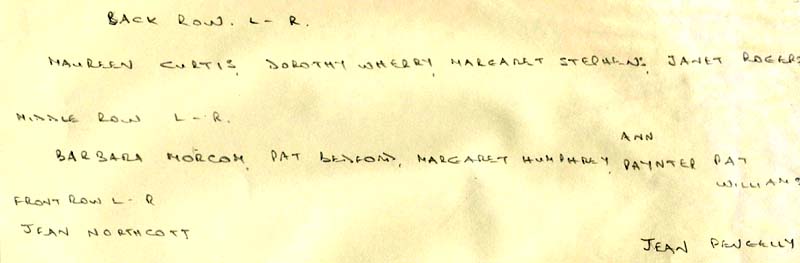 BACK ROW. L - R.
MAUREEN CURTIS, DOROTHY WHERRY, MARGARET STEPHENS, JANET ROGERS
MIDDLE ROW L - R.
ANN
BARBARA MORCOM, PAT BEDFORD, MARGARET HUMPHREY, PAYNTER PAT
WILLIAMS
FRONT ROW L - R
JEAN NORTHCOTT
JEAN PENGELLY